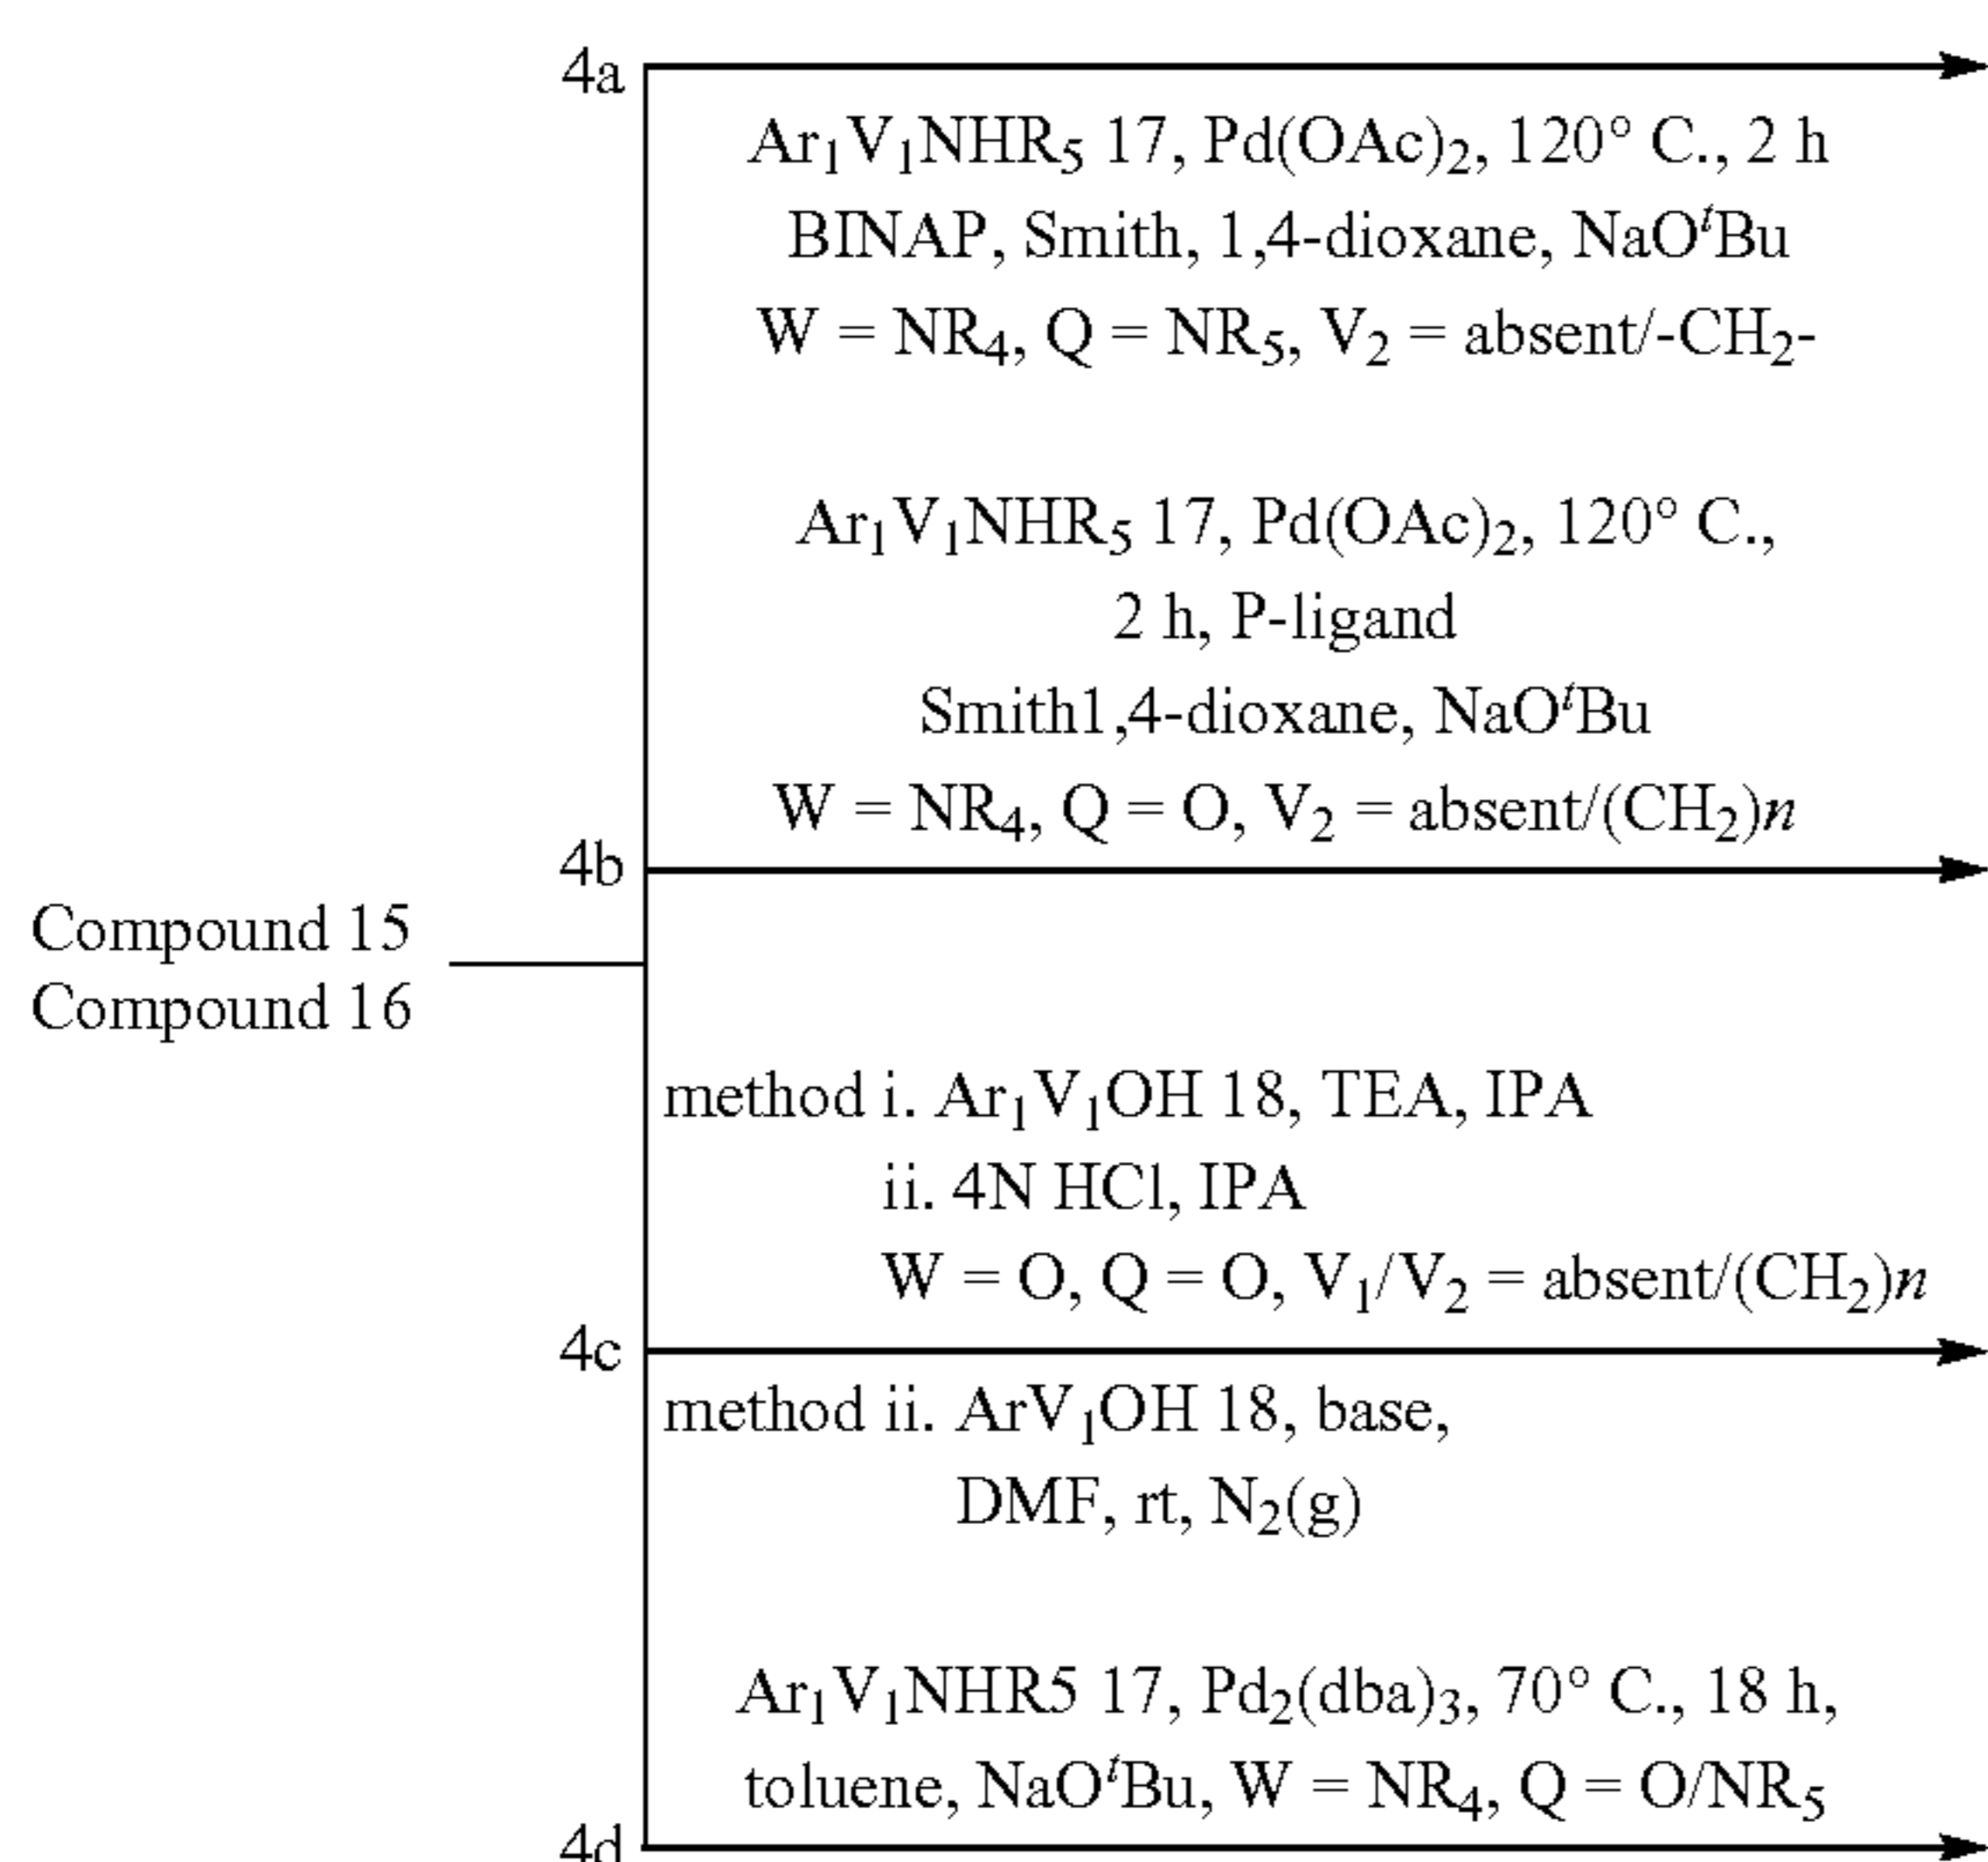 4a
Ar₁V₁NHR₅ 17, Pd(OAc)₂, 120° C., 2 h
BINAP, Smith, 1,4-dioxane, NaOᵗBu
W = NR₄, Q = NR₅, V₂ = absent/-CH₂-
Ar₁V₁NHR₅ 17, Pd(OAc)₂, 120° C.,
2 h, P-ligand
Smith1,4-dioxane, NaOᵗBu
W = NR₄, Q = O, V₂ = absent/(CH₂)n
4b
Compound 15
Compound 16
method i. Ar₁V₁OH 18, TEA, IPA
ii. 4N HCl, IPA
W = O, Q = O, V₁/V₂ = absent/(CH₂)n
4c
method ii. ArV₁OH 18, base,
DMF, rt, N₂(g)
Ar₁V₁NHR5 17, Pd₂(dba)₃, 70° C., 18 h,
toluene, NaOᵗBu, W = NR₄, Q = O/NR₅
4d